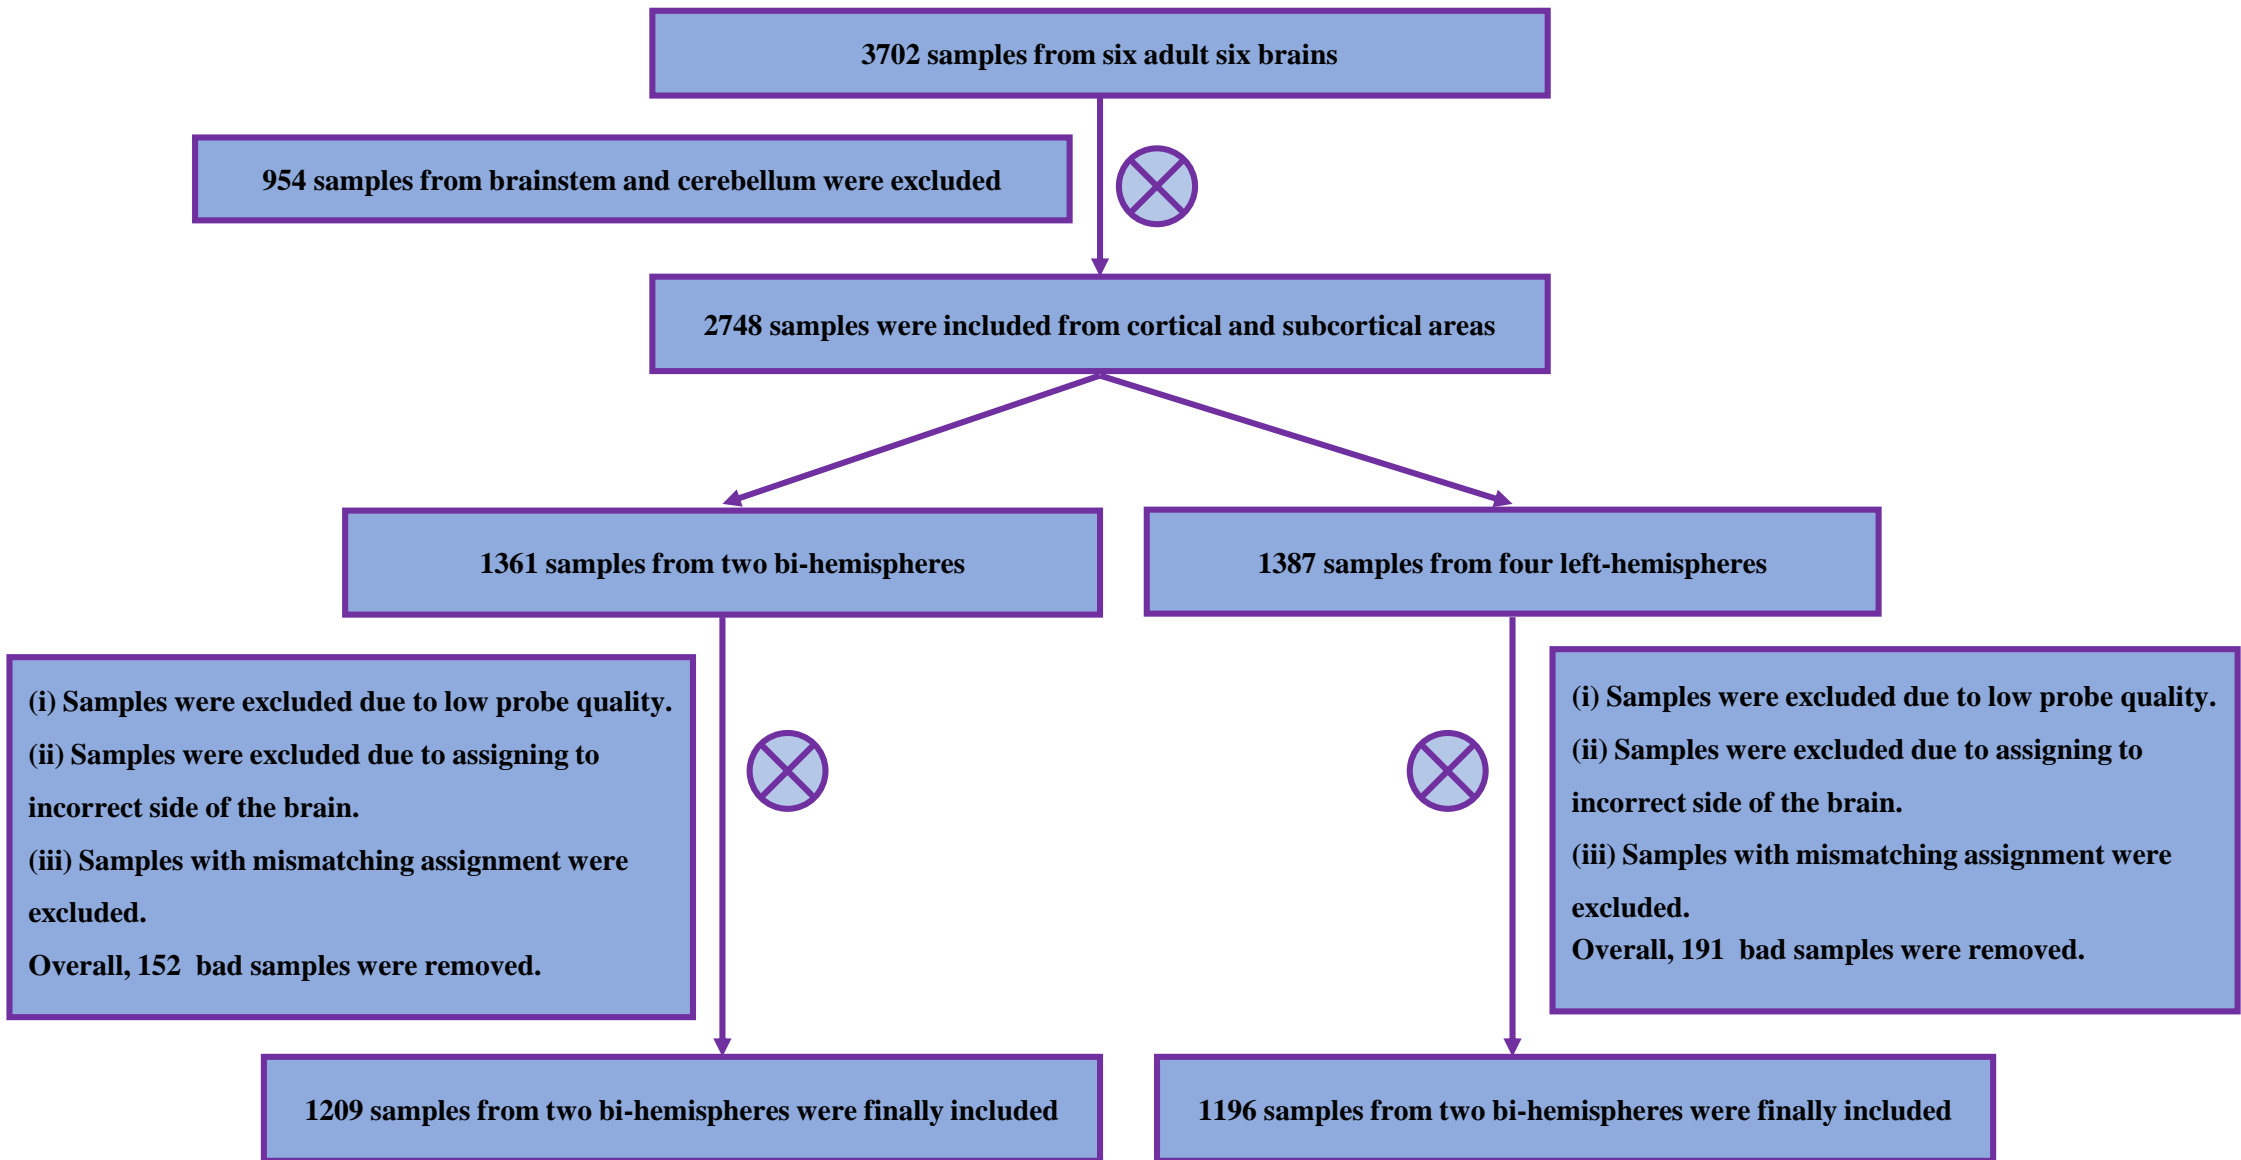 3702 samples from six adult six brains
954 samples from brainstem and cerebellum were excluded
2748 samples were included from cortical and subcortical areas
1361 samples from two bi-hemispheres
1387 samples from four left-hemispheres
(i) Samples were excluded due to low probe quality.
(ii) Samples were excluded due to assigning to
incorrect side of the brain.
(iii) Samples with mismatching assignment were
excluded.
Overall, 152 bad samples were removed.
(i) Samples were excluded due to low probe quality.
(ii) Samples were excluded due to assigning to
incorrect side of the brain.
(iii) Samples with mismatching assignment were
excluded.
Overall, 191 bad samples were removed.
1209 samples from two bi-hemispheres were finally included
1196 samples from two bi-hemispheres were finally included